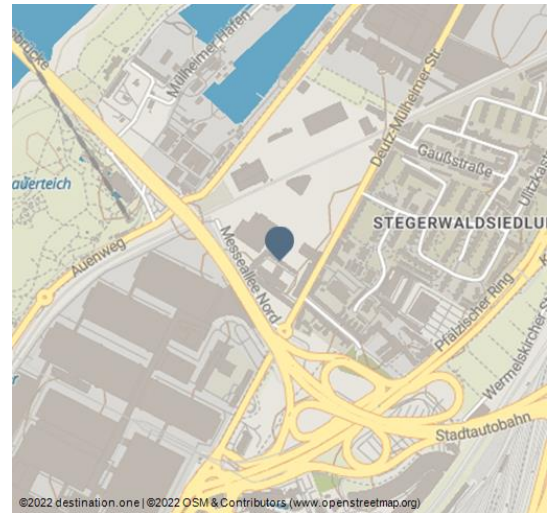 Mülheimer Hafen
Deutz-Mülheimer Str
Gaußstraße
STEGERWALDSIEDLU
Auenweg
Messeallee Nord
Pfälzischer Ring
Wermelskircher
Stadtautobahn
©2022 destination.one | ©2022 OSM & Contributors (www.openstreetmap.org)